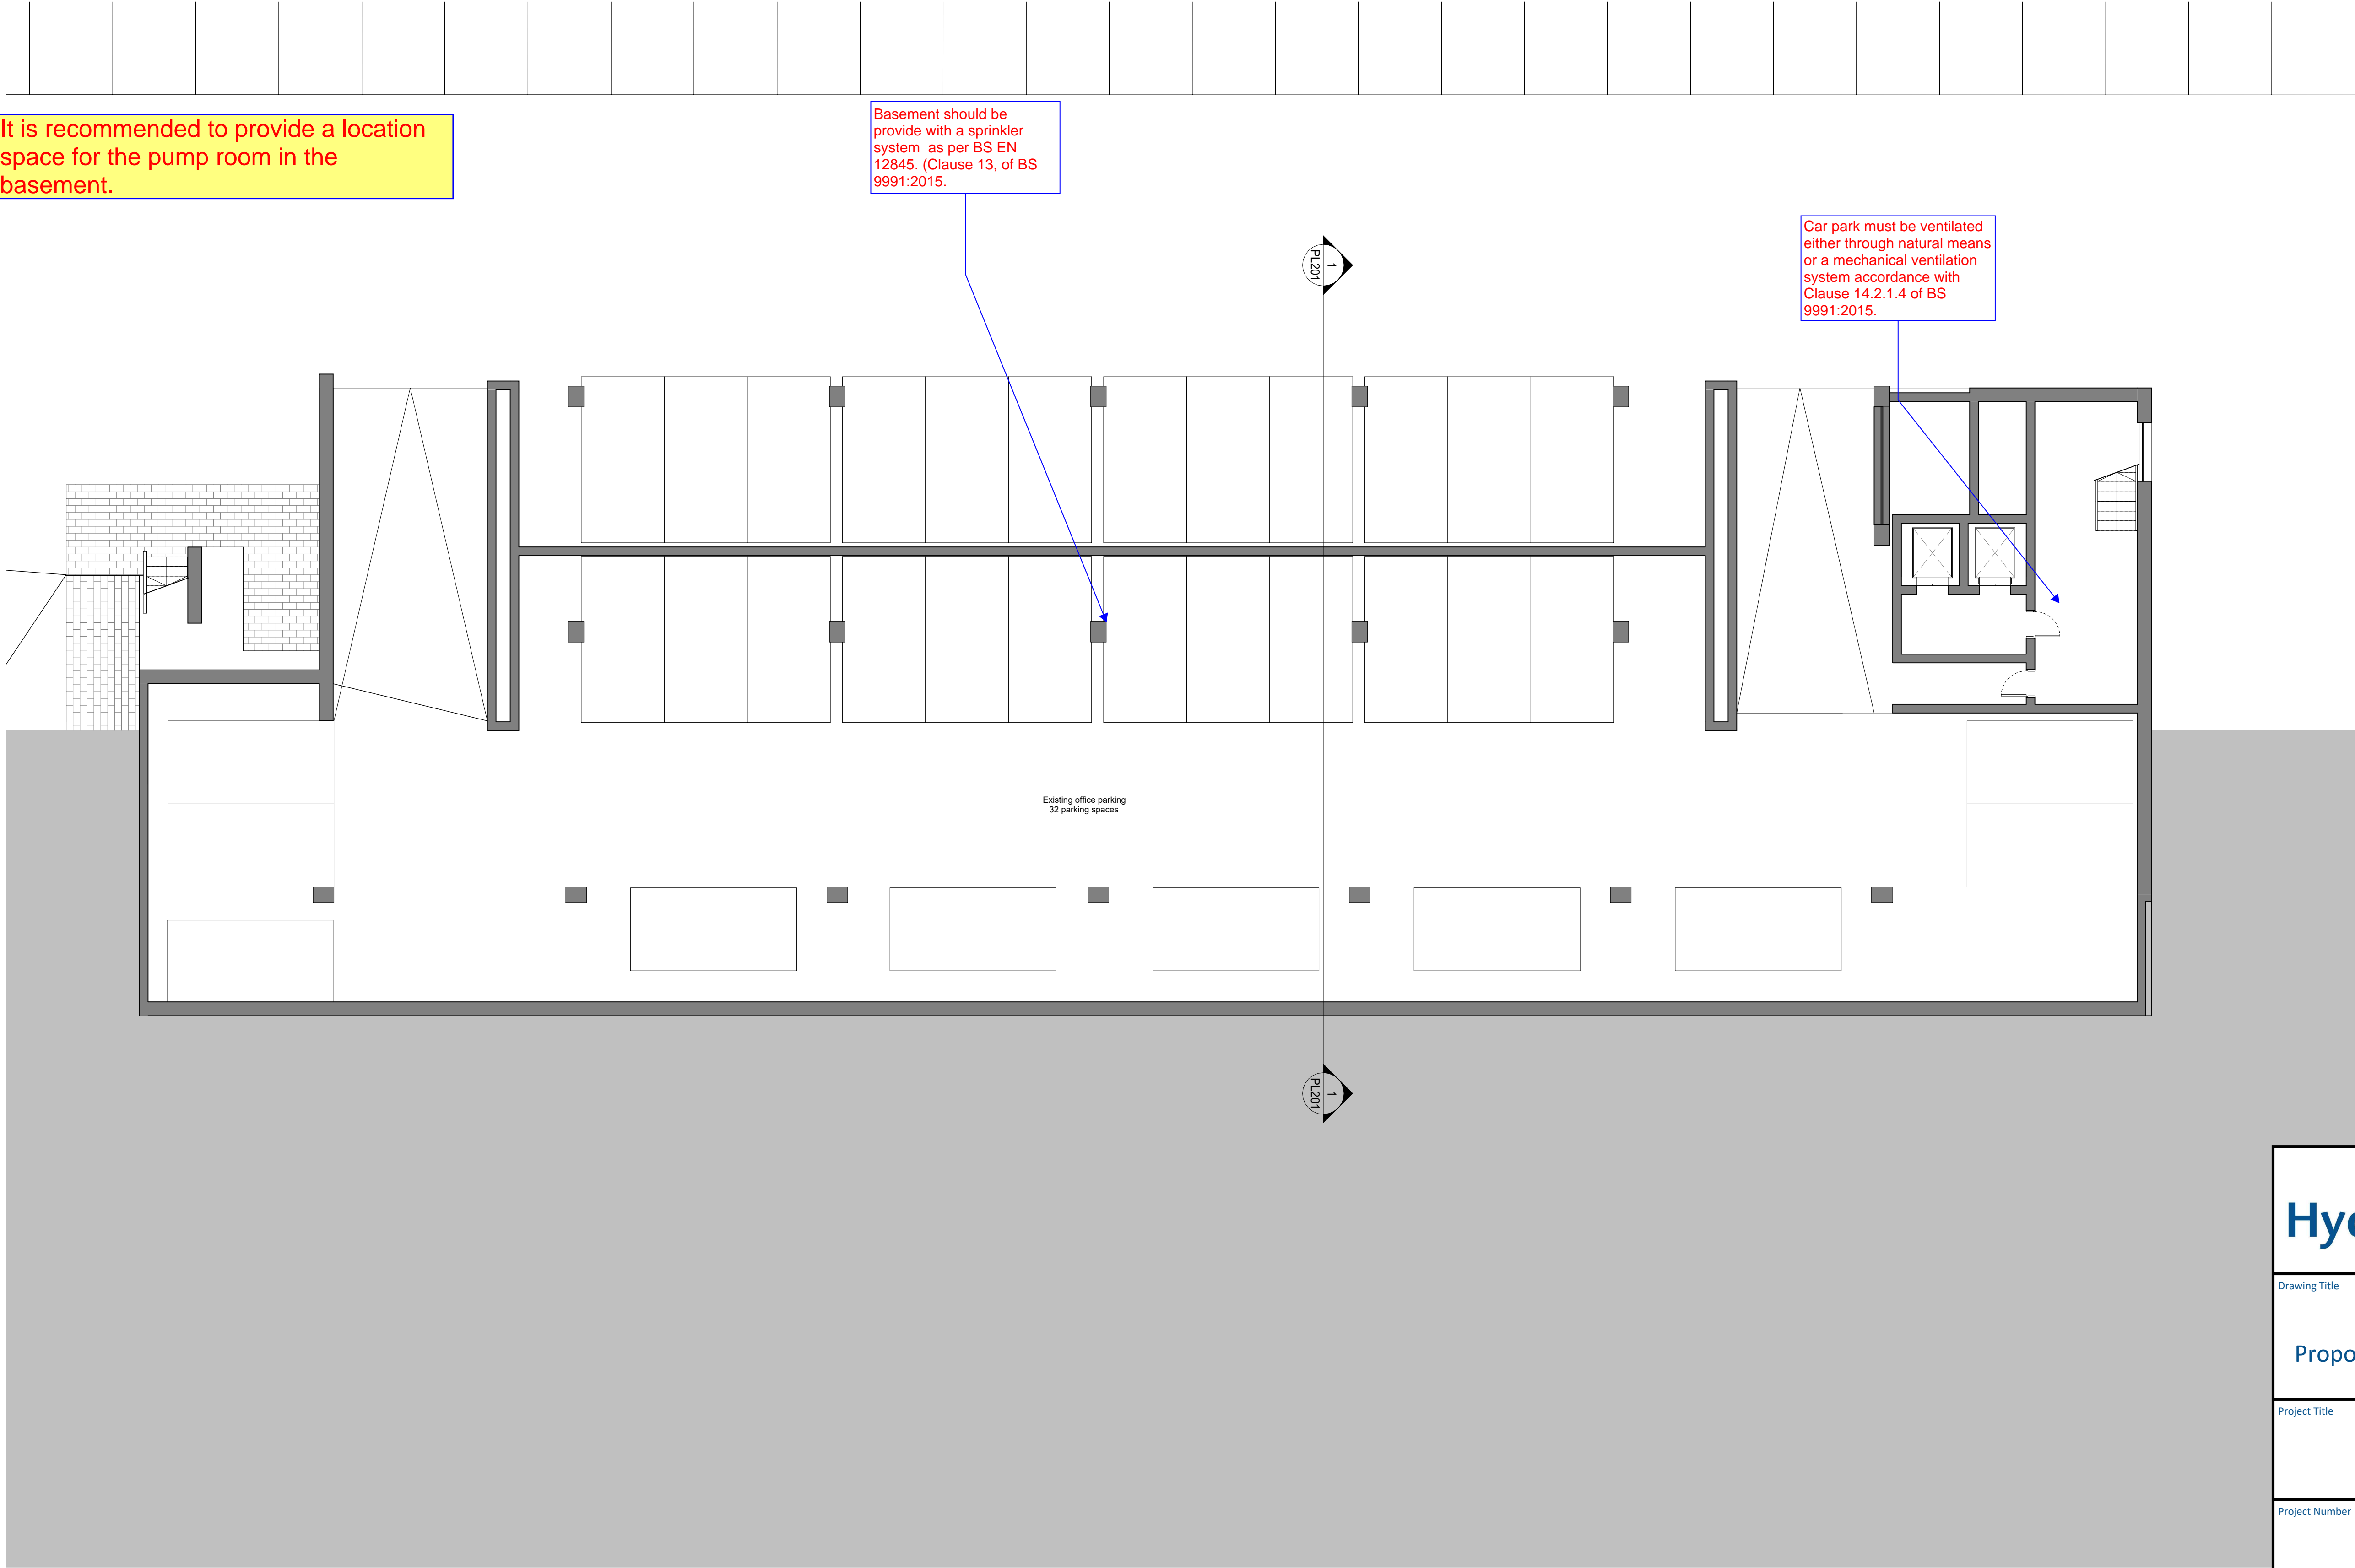 It is recommended to provide a location
space for the pump room in the
basement.
Basement should be
provide with a sprinkler
system as per BS EN
12845. (Clause 13, of BS
9991:2015.
Car park must be ventilated
either through natural means
or a mechanical ventilation
system accordance with
Clause 14.2.1.4 of BS
9991:2015.
1
PL201
Existing office parking
32 parking spaces
1
PL201
Drawing Title
Project Title
Project Number